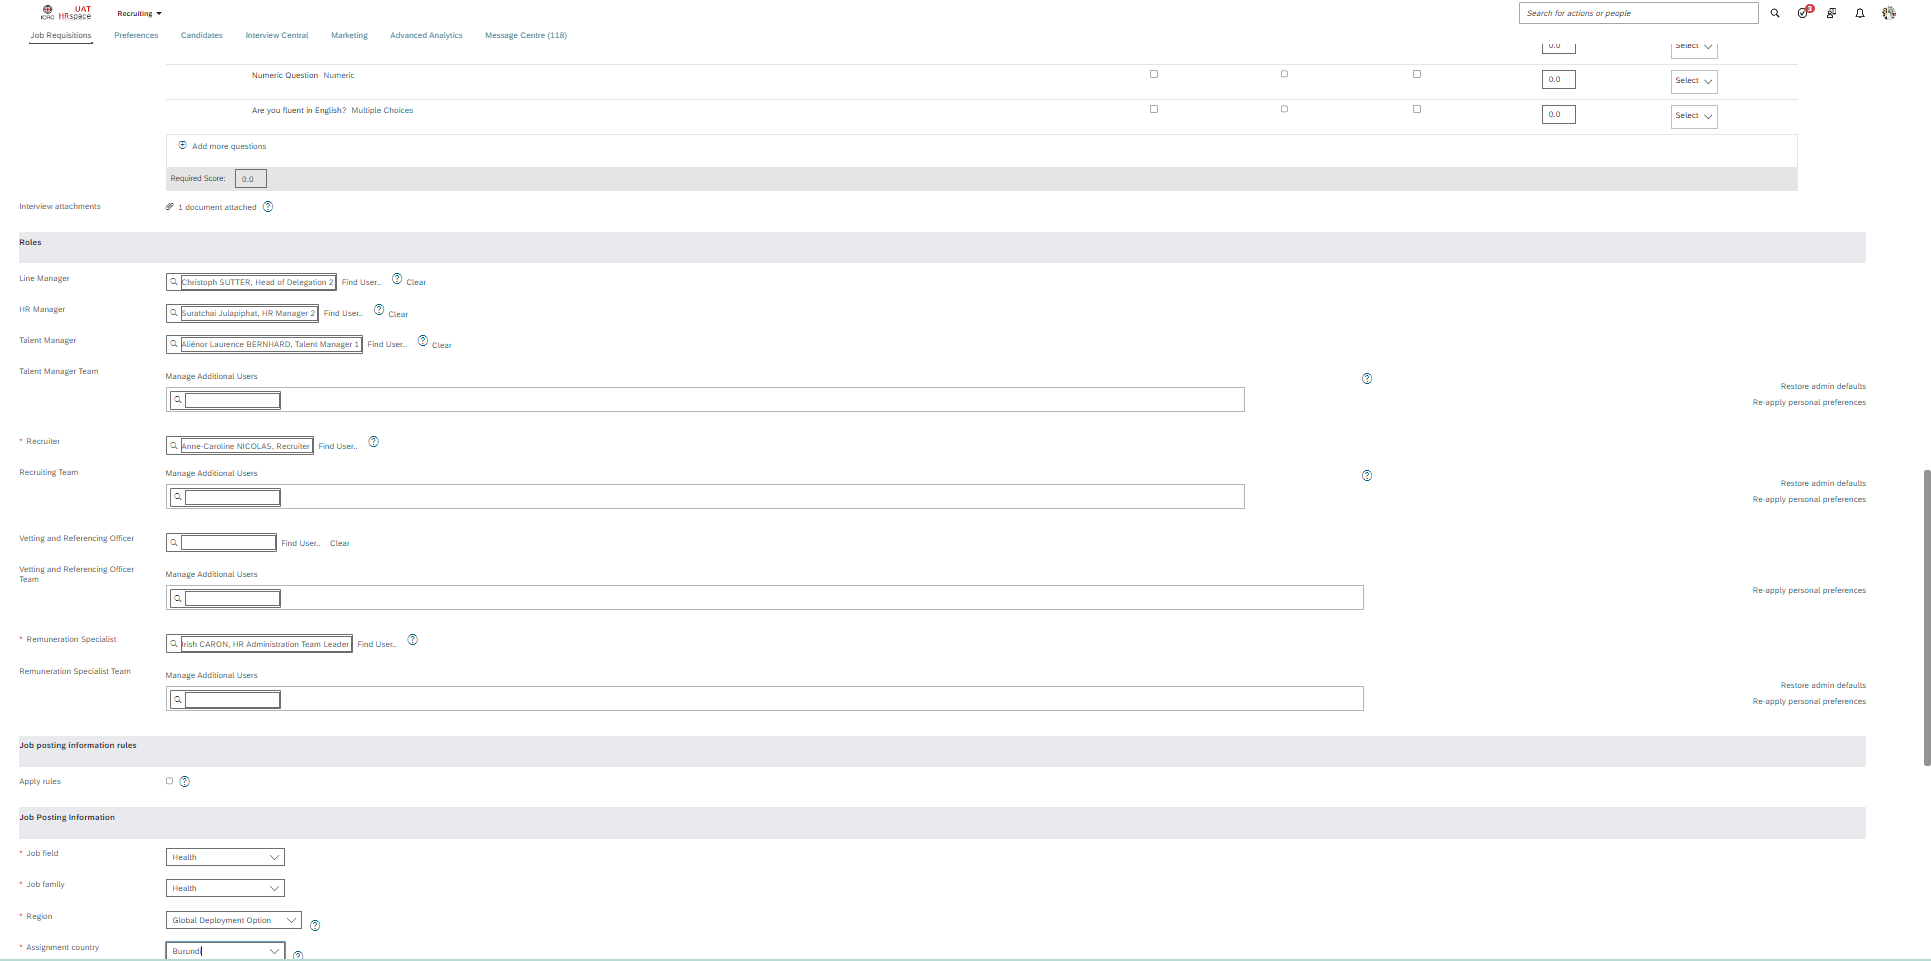 ICRC UAT HRspace Recruiting Search for actions or people 3
Job Requisitions Preferences Candidates Interview Central Marketing Advanced Analytics Message Centre (118)
0.0 Select
Numeric Question Numeric 0.0 Select
Are you fluent in English? Multiple Choices 0.0 Select
Add more questions
Required Score: 0.0
Interview attachments 1 document attached
Roles
Line Manager Christoph SUTTER, Head of Delegation 2 Find User.. Clear
HR Manager Suratchai Julapiphat, HR Manager 2 Find User.. Clear
Talent Manager Aliénor Laurence BERNHARD, Talent Manager 1 Find User.. Clear
Talent Manager Team Manage Additional Users
Restore admin defaults
Re-apply personal preferences
* Recruiter Anne-Caroline NICOLAS, Recruiter Find User..
Recruiting Team Manage Additional Users
Restore admin defaults
Re-apply personal preferences
Vetting and Referencing Officer Find User.. Clear
Vetting and Referencing Officer Team Manage Additional Users
Re-apply personal preferences
* Remuneration Specialist Irish CARON, HR Administration Team Leader Find User..
Remuneration Specialist Team Manage Additional Users
Restore admin defaults
Re-apply personal preferences
Job posting information rules
Apply rules
Job Posting Information
* Job field Health
* Job family Health
* Region Global Deployment Option
* Assignment country Burundi